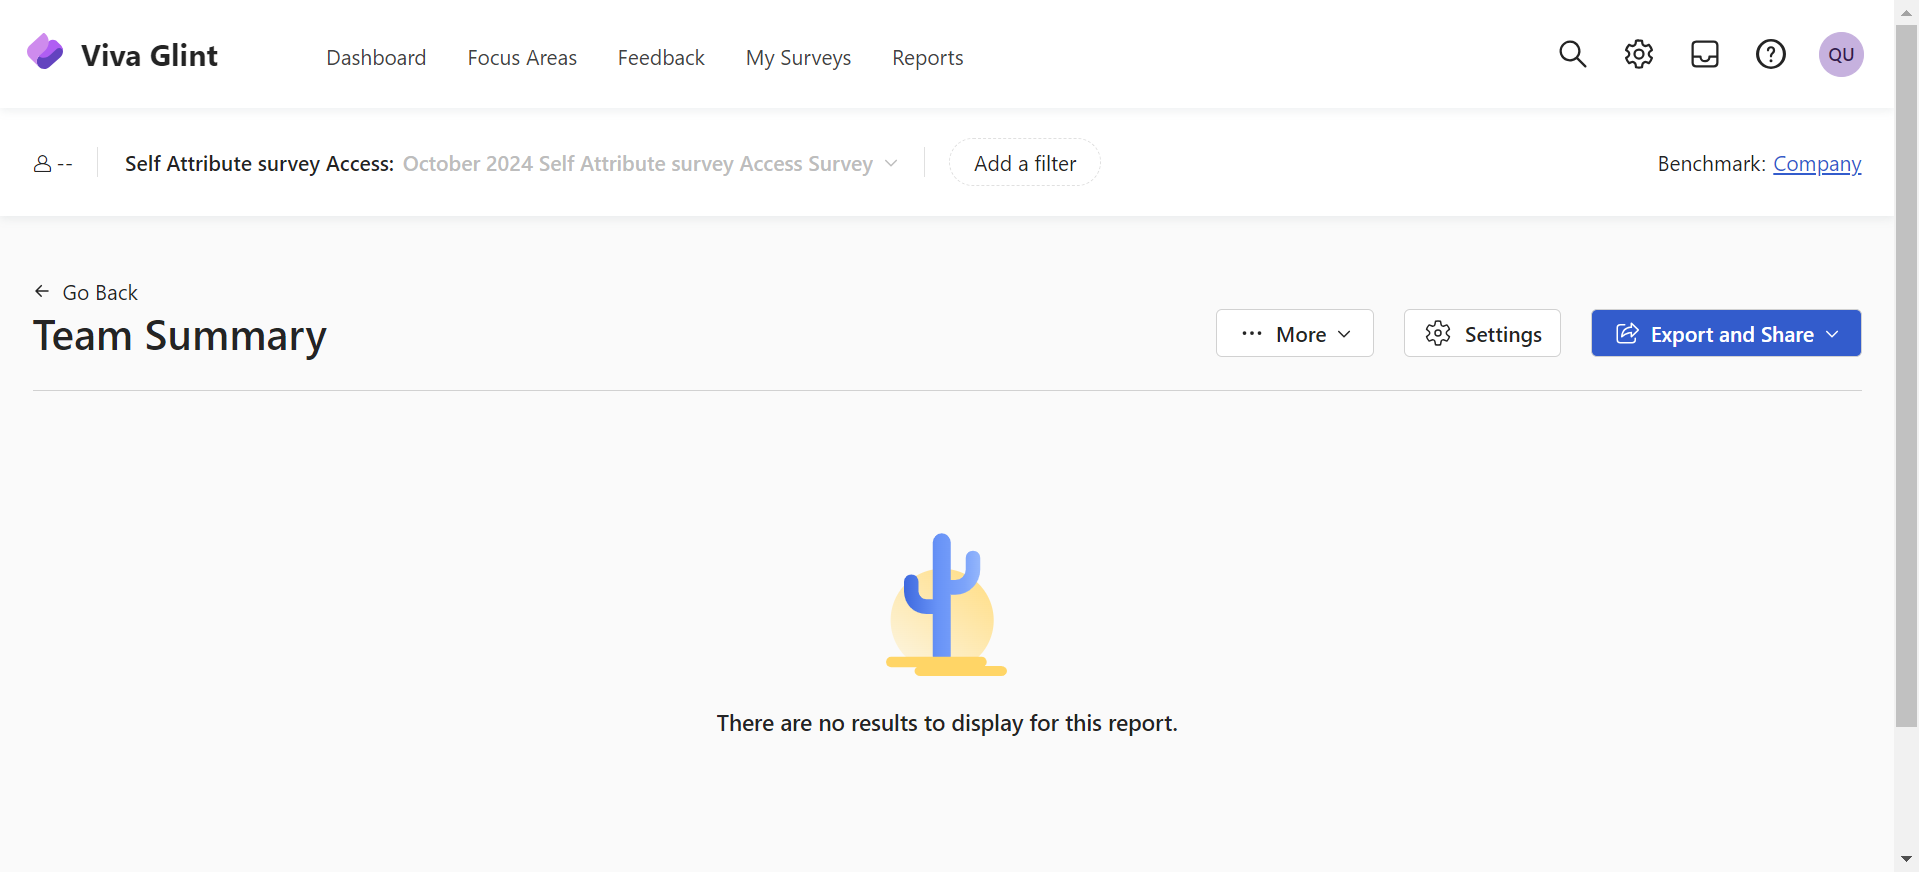 Viva Glint
Dashboard
Focus Areas
Feedback
My Surveys
Reports
QU
--
Self Attribute survey Access: October 2024 Self Attribute survey Access Survey
Add a filter
Benchmark: Company
Go Back
Team Summary
More
Settings
Export and Share
There are no results to display for this report.